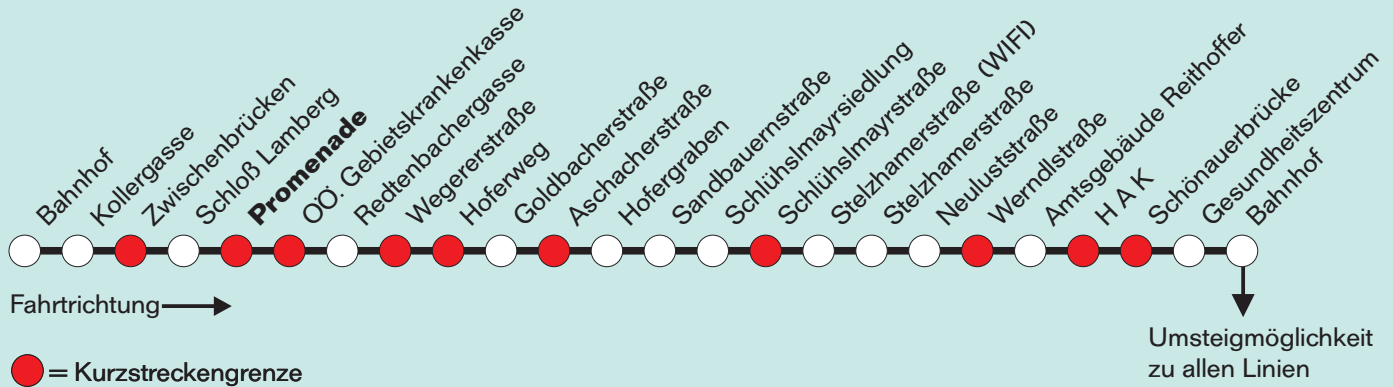 Bahnhof
Kollergasse
Zwischenbrücken
Schloß Lamberg
Promenade
OÖ. Gebietskrankenkasse
Redtenbachergasse
Wegererstraße
Hoferweg
Goldbacherstraße
Aschacherstraße
Hofergraben
Sandbauernstraße
Schlühslmayrsiedlung
Schlühslmayrstraße
Stelzhamerstraße (WIFI)
Stelzhamerstraße
Neuluststraße
Werndlstraße
Amtsgebäude Reithoffer
H A K
Schönauerbrücke
Gesundheitszentrum
Bahnhof
Fahrtrichtung
Umsteigmöglichkeit
zu allen Linien
= Kurzstreckengrenze